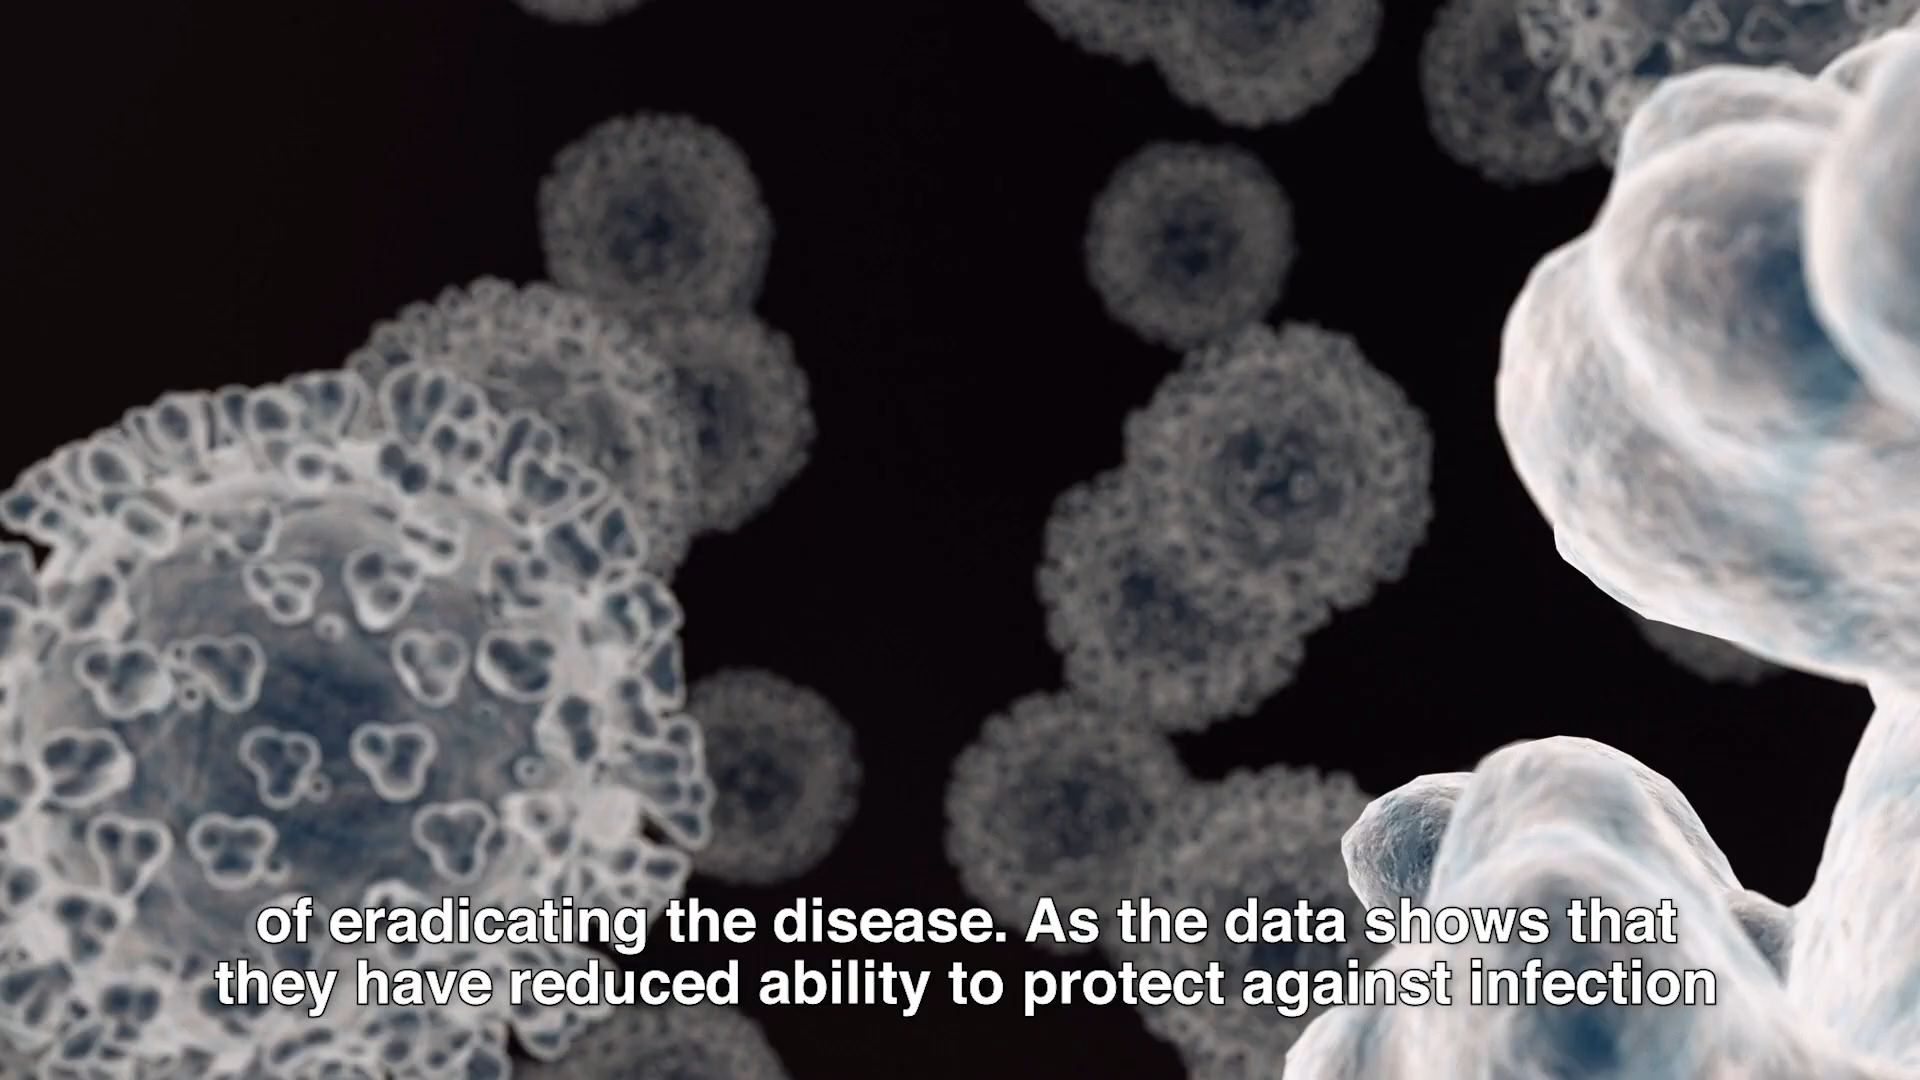 of eradicating the disease. As the data shows that
they have reduced ability to protect against infection